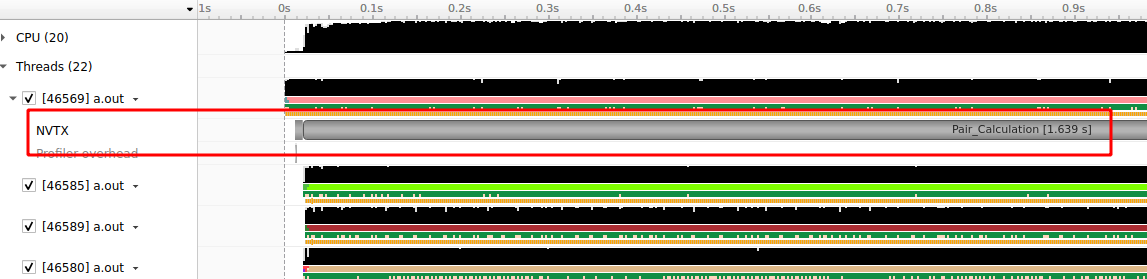 1s 0s 0.1s 0.2s 0.3s 0.4s 0.5s 0.6s 0.7s 0.8s 0.9s
CPU (20)
Threads (22)
[46569] a.out
NVTX Pair_Calculation [1.639 s]
Profiler overhead
[46585] a.out
[46589] a.out
[46580] a.out